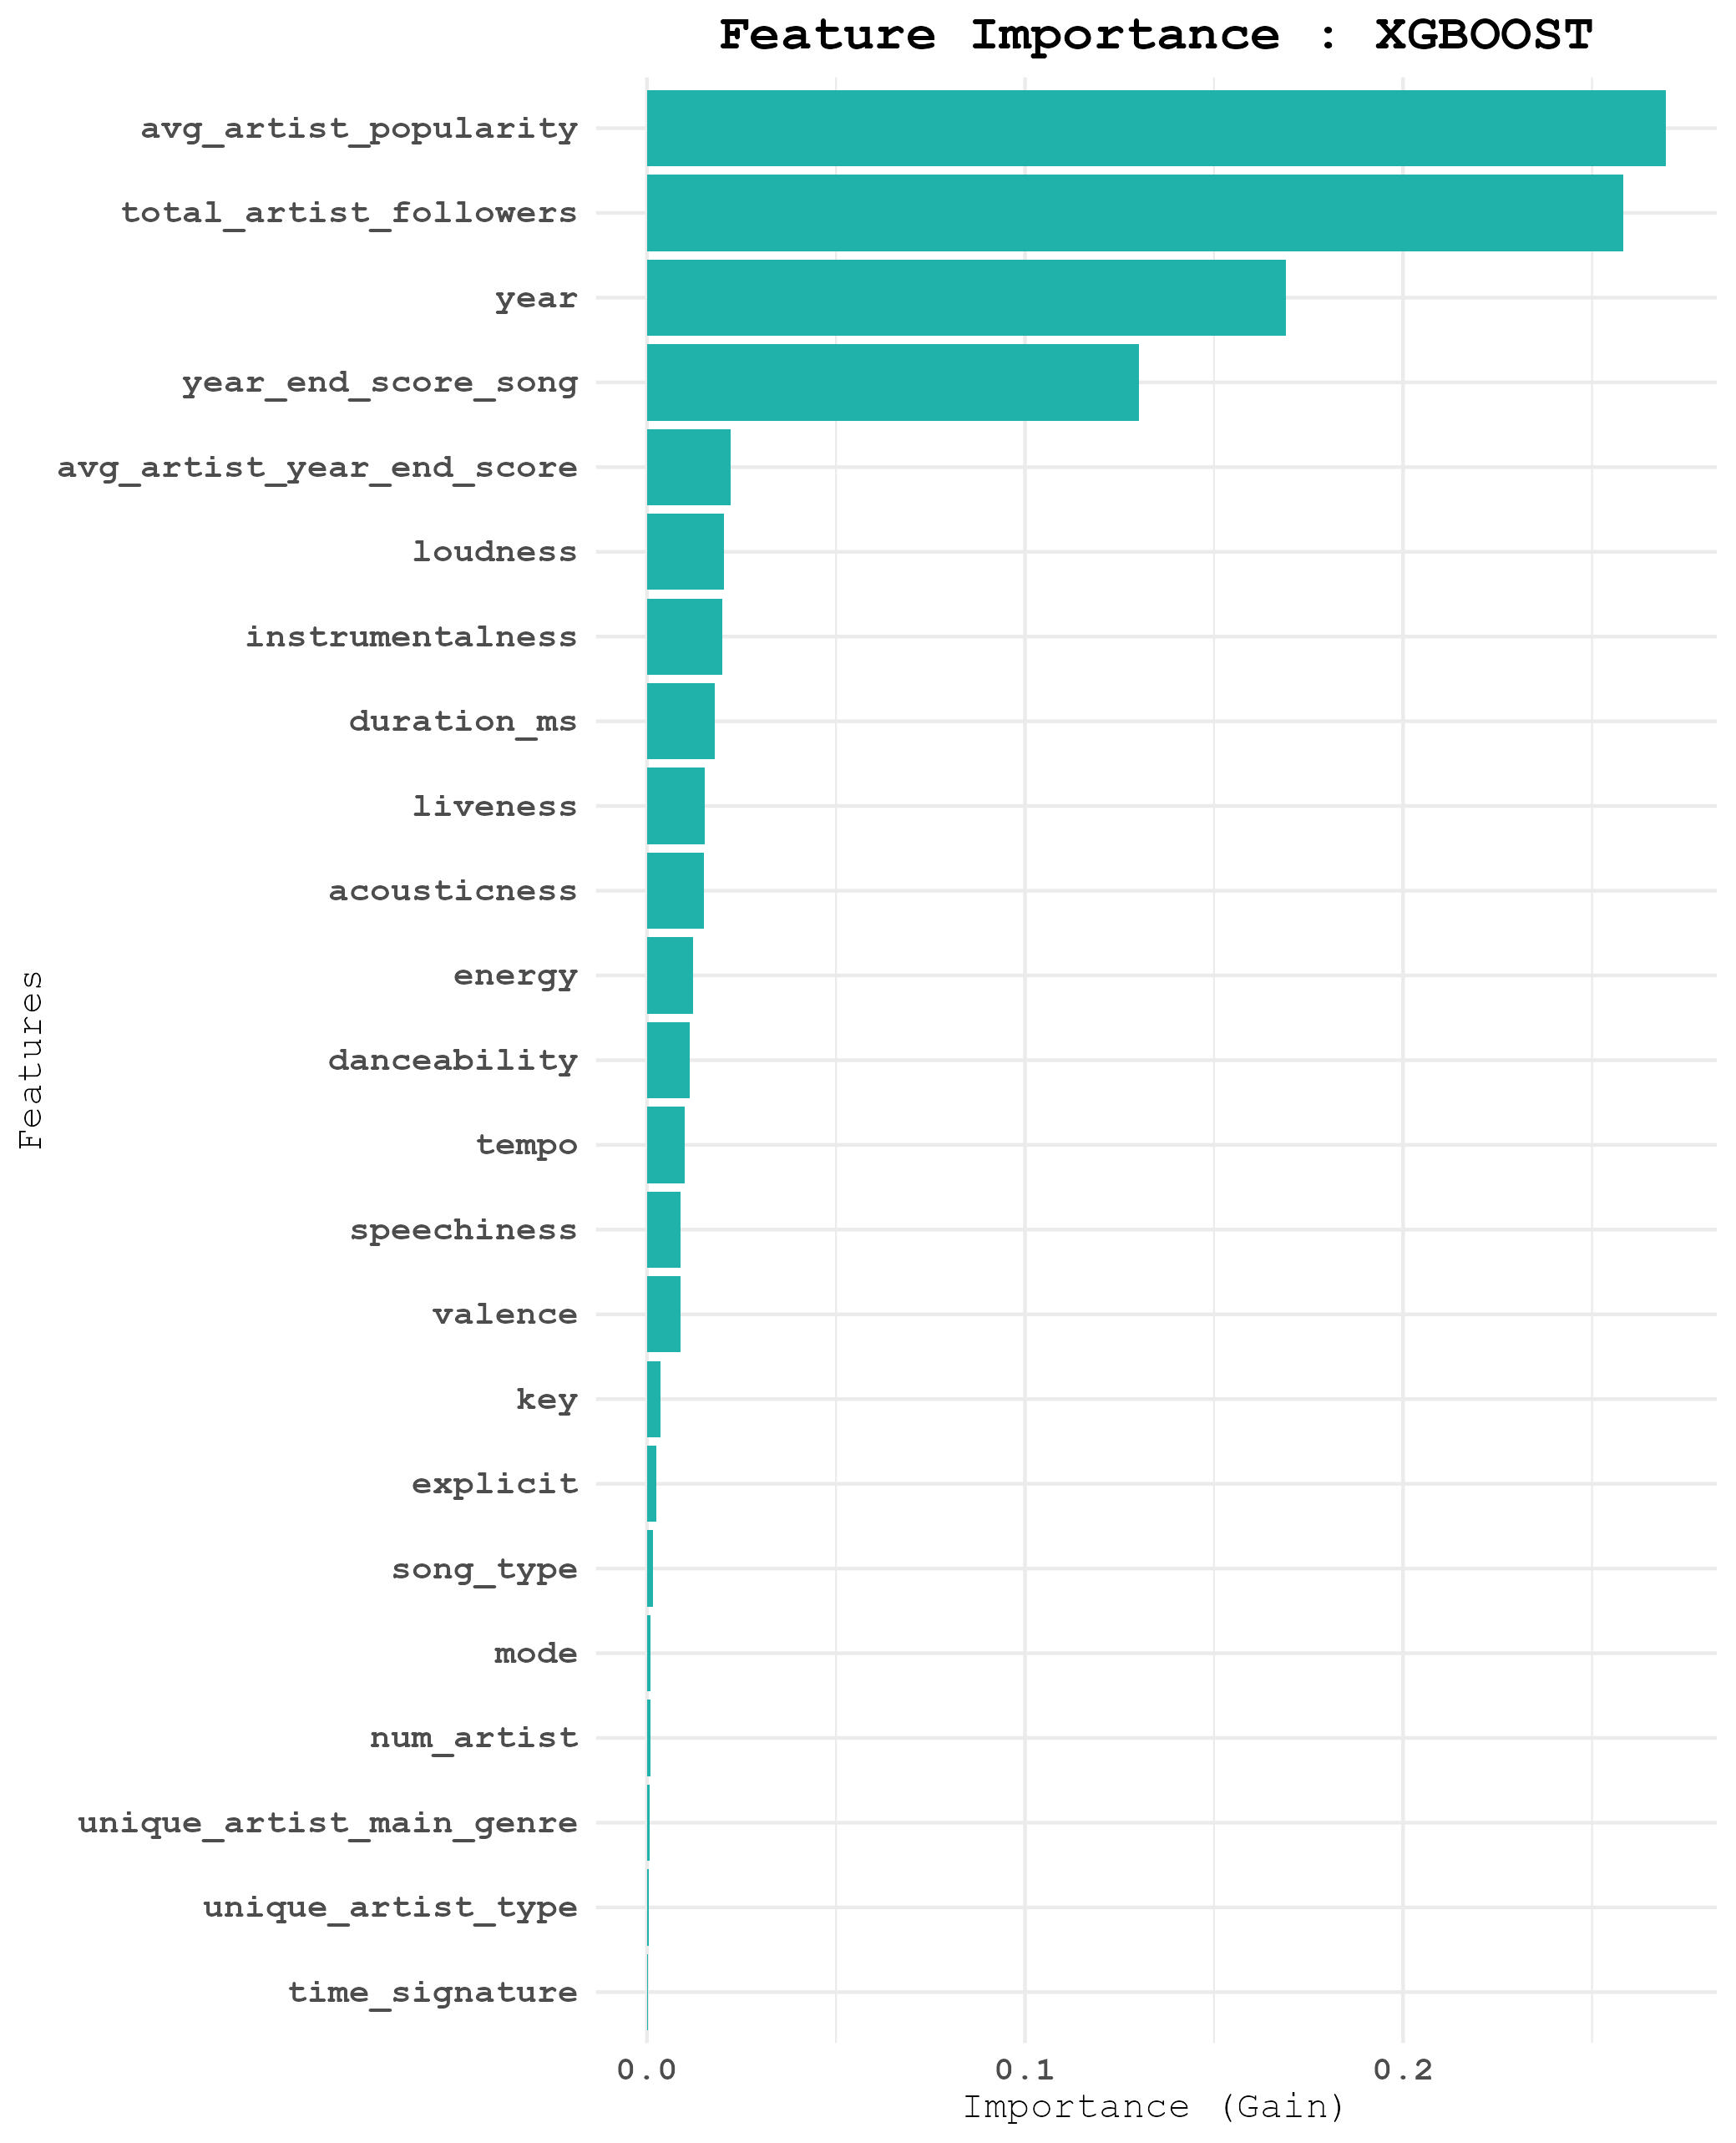 Feature Importance : XGBOOST
avg_artist_popularity
total_artist_followers
year
year_end_score_song
avg_artist_year_end_score
loudness
instrumentalness
duration_ms
liveness
acousticness
energy
danceability
tempo
speechiness
valence
key
explicit
song_type
mode
num_artist
unique_artist_main_genre
unique_artist_type
time_signature
Features
0.0 0.1 0.2
Importance (Gain)